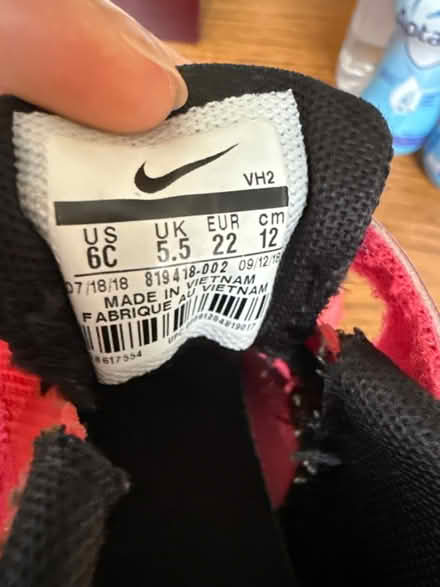 VH2
US UK EUR cm
6C 5.5 22 12
07/18/18 819418-002 09/12/18
MADE IN VIETNAM
FABRIQUE AU VIETNAM